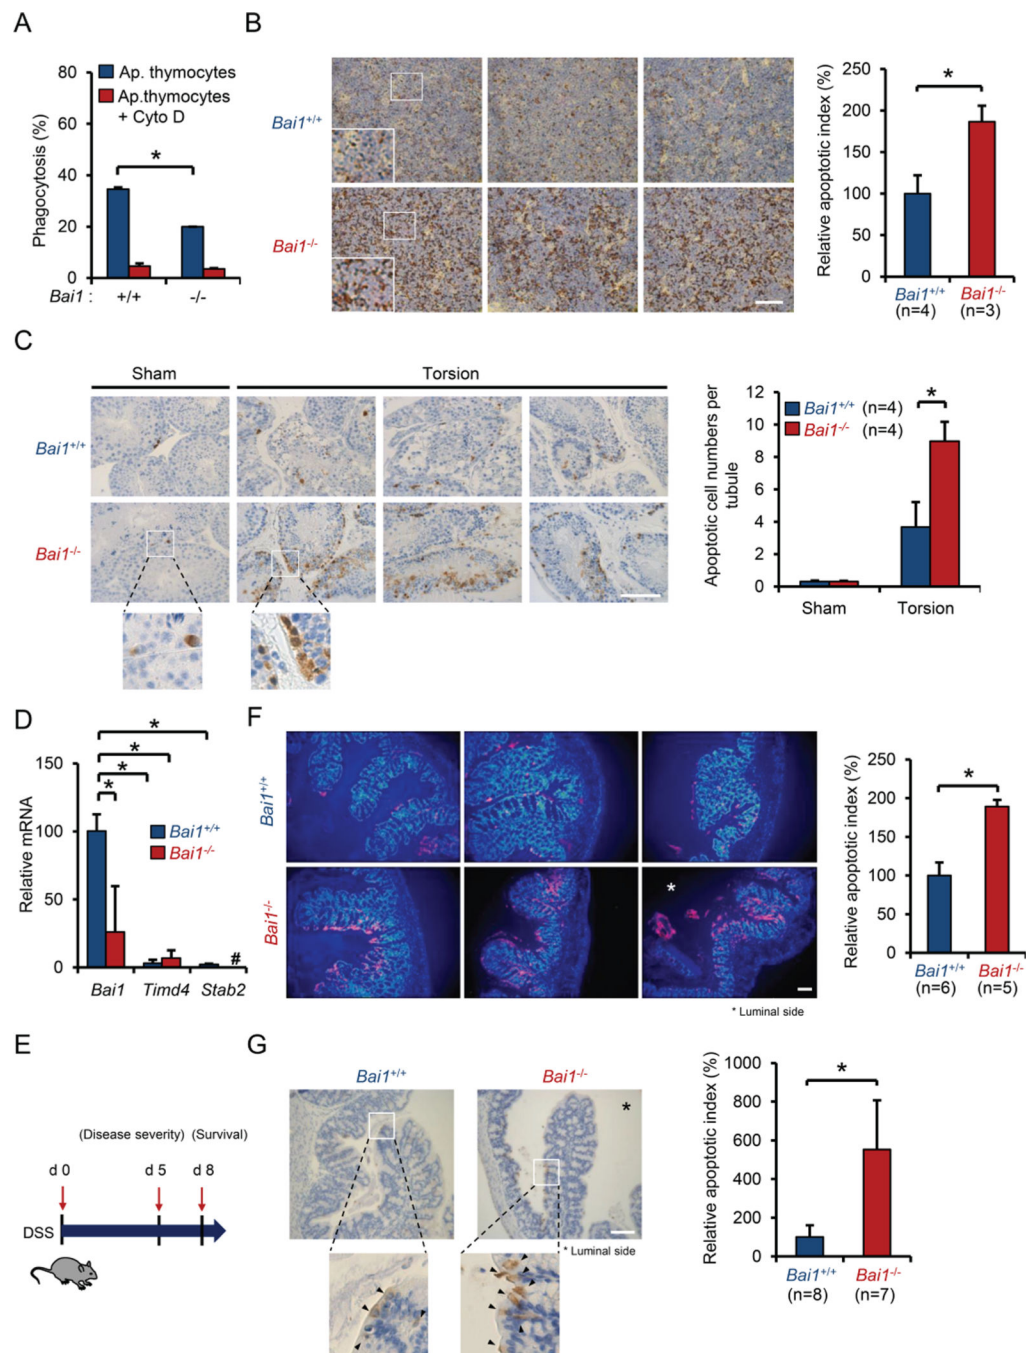 A
Phagocytosis (%)
80
60
40
20
0
Ap. thymocytes
Ap.thymocytes
+ Cyto D
*
Bai1 : +/+ -/-
B
Bai1+/+
Bai1-/-
Relative apoptotic index (%)
250
200
150
100
50
0
*
Bai1+/+ Bai1-/-
(n=4) (n=3)
C
Sham Torsion
Bai1+/+
Bai1-/-
Apoptotic cell numbers per
tubule
12
10
8
6
4
2
0
Bai1+/+ (n=4)
Bai1-/- (n=4)
*
Sham Torsion
D
Relative mRNA
150
100
50
0
*
*
*
*
Bai1+/+
Bai1-/-
#
Bai1 Timd4 Stab2
F
Bai1+/+
Bai1-/-
*
* Luminal side
Relative apoptotic index (%)
250
200
150
100
50
0
*
Bai1+/+ Bai1-/-
(n=6) (n=5)
E
(Disease severity) (Survival)
d 0 d 5 d 8
DSS
G
Bai1+/+ Bai1-/-
*
* Luminal side
Relative apoptotic index (%)
1000
800
600
400
200
0
*
Bai1+/+ Bai1-/-
(n=8) (n=7)